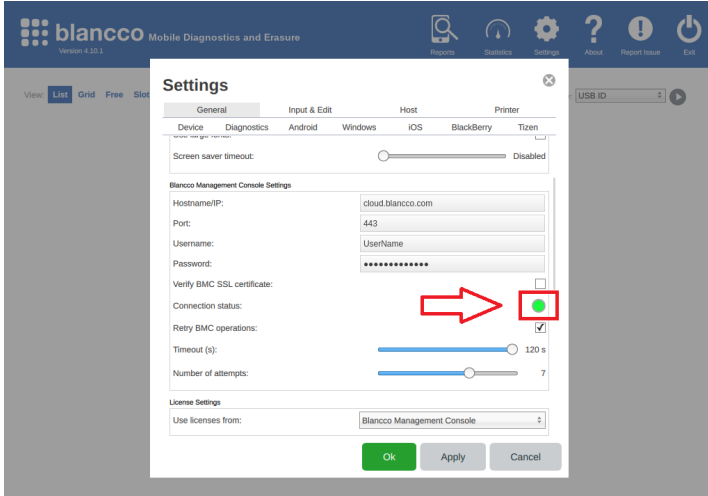 blancco Mobile Diagnostics and Erasure
Version 4.10.1
Reports Statistics Settings About Report Issue Exit
View: List Grid Free Slot
USB ID
Settings
General Input & Edit Host Printer
Device Diagnostics Android Windows iOS BlackBerry Tizen
Screen saver timeout: Disabled
Blancco Management Console Settings
Hostname/IP: cloud.blancco.com
Port: 443
Username: UserName
Password: •••••••••••••
Verify BMC SSL certificate:
Connection status:
Retry BMC operations:
Timeout (s): 120 s
Number of attempts: 7
License Settings
Use licenses from: Blancco Management Console
Ok Apply Cancel